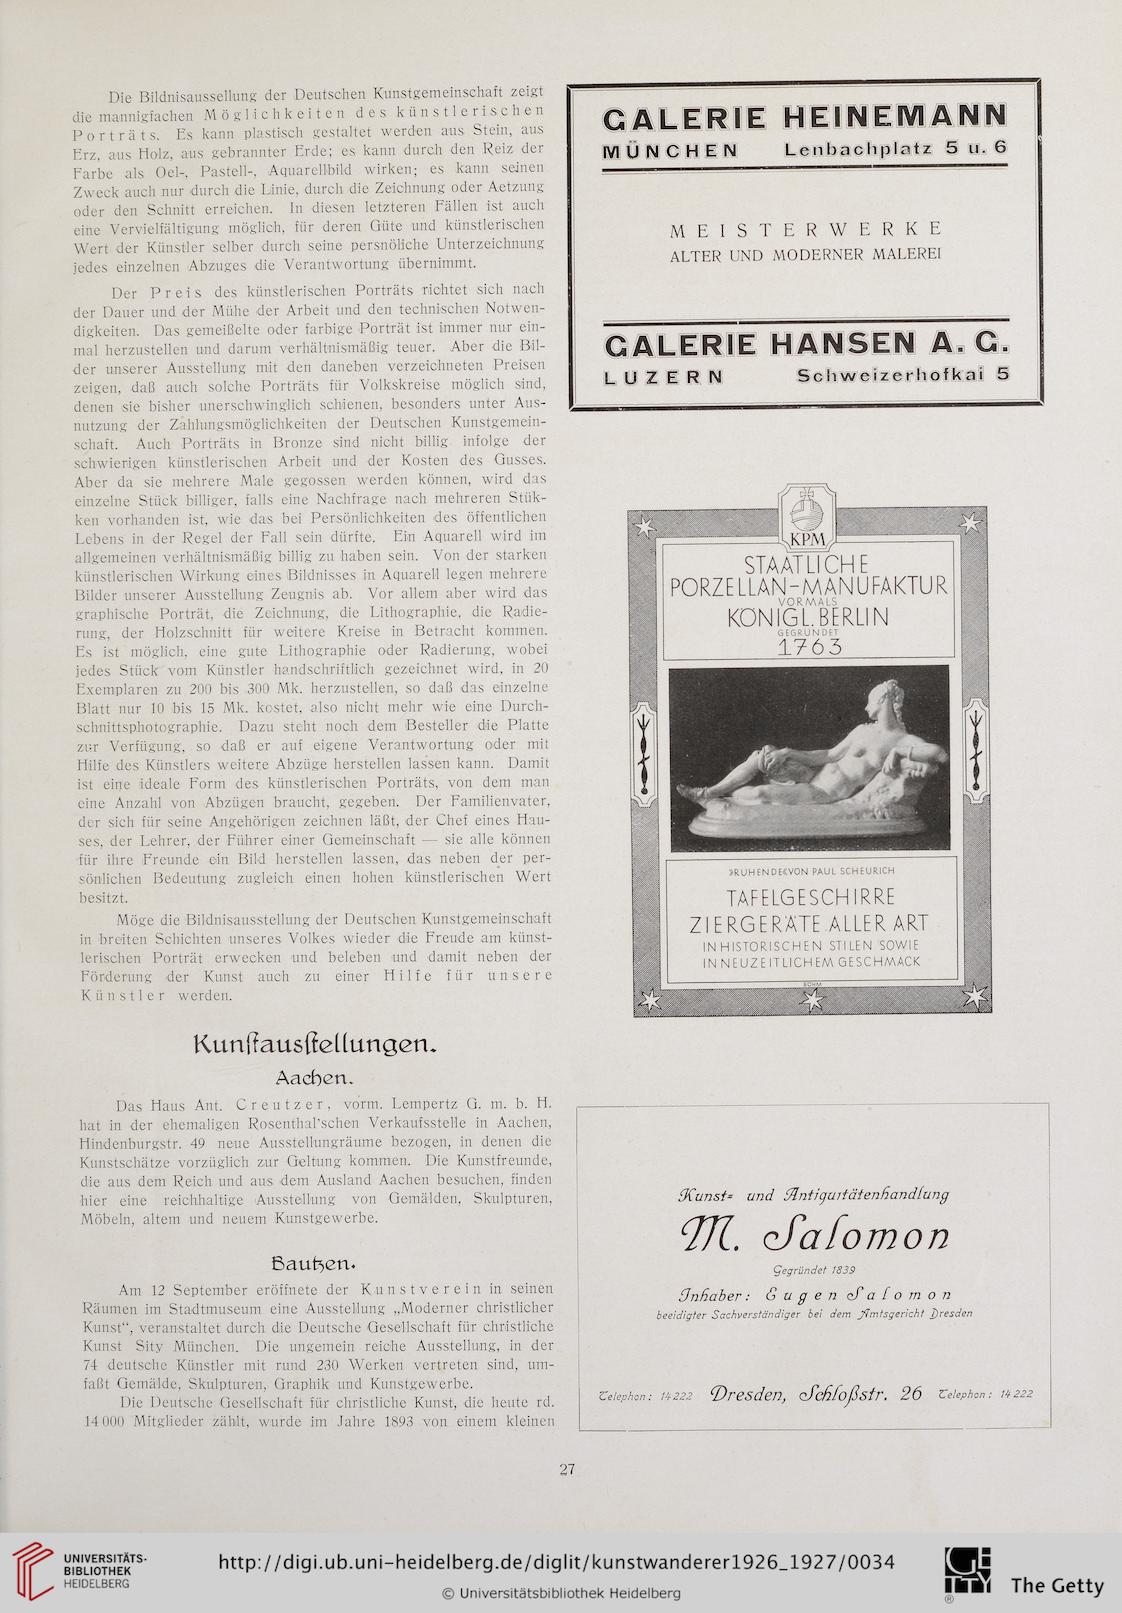 Die Bildnisaussellung der Deutschen Kunstgemeinschaft zeigt
die mannigfachen Möglichkeiten des künstlerischen
Porträts. Es kann plastisch gestaltet werden aus Stein, aus
Erz, aus Holz, aus gebrannter Erde; es kann durch den Reiz der
Farbe als Oel-, Pastell-, Aquarellbild wirken; es kann seinen
Zweck auch nur durch die Linie, durch die Zeichnung oder Aetzung
oder den Schnitt erreichen. In diesen letzteren Fällen ist auch
eine Vervielfältigung möglich, für deren Güte und künstlerischen
Wert der Künstler selber durch seine persnöliche Unterzeichnung
jedes einzelnen Abzuges die Verantwortung übernimmt.
Der Preis des künstlerischen Porträts richtet sich nach
der Dauer und der Mühe der Arbeit und den technischen Notwen-
digkeiten. Das gemeißelte oder farbige Porträt ist immer nur ein-
mal herzustellen und darum verhältnismäßig teuer. Aber die Bil-
der unserer Ausstellung mit den daneben verzeichneten Preisen
zeigen, daß auch solche Porträts für Volkskreise möglich sind,
denen sie bisher unerschwinglich schienen, besonders unter Aus-
nutzung der Zahlungsmöglichkeiten der Deutschen Kunstgemein-
schaft. Auch Porträts in Bronze sind nicht billig infolge der
schwierigen künstlerischen Arbeit und der Kosten des Gusses.
Aber da sie mehrere Male gegossen werden können, wird das
einzelne Stück billiger, falls eine Nachfrage nach mehreren Stük-
ken vorhanden ist, wie das bei Persönlichkeiten des öffentlichen
Lebens in der Regel der Fall sein dürfte. Ein Aquarell wird im
allgemeinen verhältnismäßig billig zu haben sein. Von der starken
künstlerischen Wirkung eines Bildnisses in Aquarell legen mehrere
Bilder unserer Ausstellung Zeugnis ab. Vor allem aber wird das
graphische Porträt, die Zeichnung, die Lithographie, die Radie-
rung, der Holzschnitt für weitere Kreise in Betracht kommen.
Es ist möglich, eine gute Lithographie oder Radierung, wobei
jedes Stück vom Künstler handschriftlich gezeichnet wird, in 20
Exemplaren zu 200 bis 300 Mk. herzustellen, so daß das einzelne
Blatt nur 10 bis 15 Mk. kostet, also nicht mehr wie eine Durch-
schnittsphotographie. Dazu steht noch dem Besteller die Platte
zur Verfügung, so daß er auf eigene Verantwortung oder mit
Hilfe des Künstlers weitere Abzüge herstellen lassen kann. Damit
ist eine ideale Form des künstlerischen Porträts, von dem man
eine Anzahl von Abzügen braucht, gegeben. Der Familienvater,
der sich für seine Angehörigen zeichnen läßt, der Chef eines Hau-
ses, der Lehrer, der Führer einer Gemeinschaft — sie alle können
für ihre Freunde ein Bild herstellen lassen, das neben der per-
sönlichen Bedeutung zugleich einen hohen künstlerischen Wert
besitzt.
Möge die Bildnisausstellung der Deutschen Kunstgemeinschaft
in breiten Schichten unseres Volkes wieder die Freude am künst-
lerischen Porträt erwecken und beleben und damit neben der
Förderung der Kunst auch zu einer Hilfe für unsere
Künstler werden.
Kunſtausſtellungen.
Aachen.
Das Haus Ant. Creutzer, vorm. Lempertz G. m. b. H.
hat in der ehemaligen Rosenthal'schen Verkaufsstelle in Aachen,
Hindenburgstr. 49 neue Ausstellungräume bezogen, in denen die
Kunstschätze vorzüglich zur Geltung kommen. Die Kunstfreunde,
die aus dem Reich und aus dem Ausland Aachen besuchen, finden
hier eine reichhaltige Ausstellung von Gemälden, Skulpturen,
Möbeln, altem und neuem Kunstgewerbe.
Bautzen.
Am 12 September eröffnete der Kunstverein in seinen
Räumen im Stadtmuseum eine Ausstellung „Moderner christlicher
Kunst“, veranstaltet durch die Deutsche Gesellschaft für christliche
Kunst Sity München. Die ungemein reiche Ausstellung, in der
74 deutsche Künstler mit rund 230 Werken vertreten sind, um-
faßt Gemälde, Skulpturen, Graphik und Kunstgewerbe.
Die Deutsche Gesellschaft für christliche Kunst, die heute rd.
14 000 Mitglieder zählt, wurde im Jahre 1893 von einem kleinen
GALERIE HEINEMANN
MÜNCHEN Lenbachplatz 5 u. 6
MEISTERWERKE
ALTER UND MODERNER MALEREI
GALERIE HANSEN A. G.
LUZERN Schweizerhofkai 5
KPM
STAATLICHE
PORZELLAN-MANUFAKTUR
VORMALS
KÖNIGL. BERLIN
GEGRÜNDET
1763
»RUHENDE« VON PAUL SCHEURICH
TAFELGESCHIRRE
ZIERGERÄTE ALLER ART
IN HISTORISCHEN STILEN SOWIE
IN NEUZEITLICHEM GESCHMACK
BÖHM
Kunst- und Antiquitätenhandlung
M. Salomon
Gegründet 1839
Inhaber: Eugen Salomon
beeidigter Sachverständiger bei dem Amtsgericht Dresden
Telephon: 14222 Dresden, Schloßstr. 26 Telephon: 14222
27
UNIVERSITÄTS-
BIBLIOTHEK
HEIDELBERG
http://digi.ub.uni-heidelberg.de/diglit/kunstwanderer1926_1927/0034
© Universitätsbibliothek Heidelberg
GETTY
®
The Getty